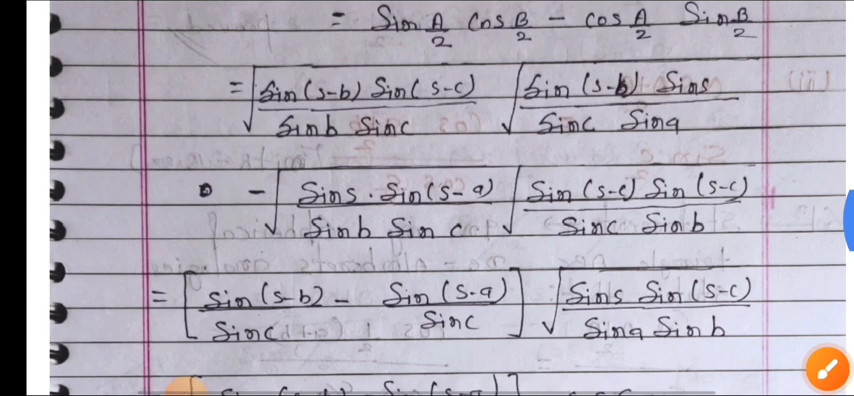 = Sin A/2 Cos B/2 - cos A/2 Sin B/2
= √(Sin(s-b) Sin(s-c) / Sinb Sinc) √(Sin(s-b) Sins / Sinc Sina)
- √(Sins . Sin(s-a) / Sinb Sinc) √(Sin(s-c) Sin(s-c) / Sinc Sinb)
= [Sin(s-b) / Sinc - Sin(s-a) / Sinc] √(Sins Sin(s-c) / Sina Sinb)